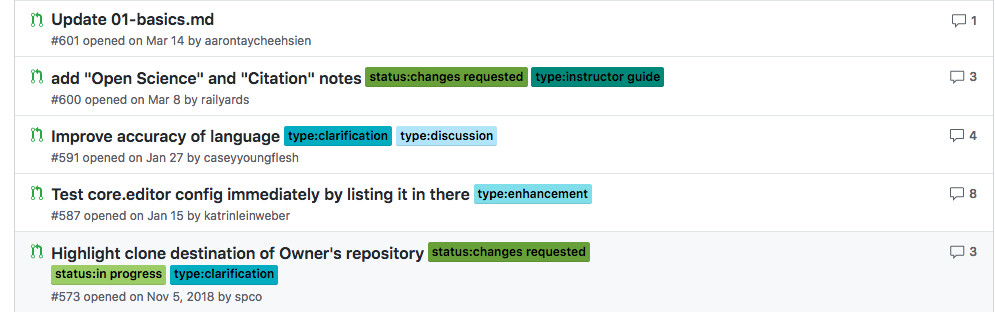 Update 01-basics.md 1
#601 opened on Mar 14 by aarontaycheehsien
add "Open Science" and "Citation" notes status:changes requested type:instructor guide 3
#600 opened on Mar 8 by railyards
Improve accuracy of language type:clarification type:discussion 4
#591 opened on Jan 27 by caseyyoungflesh
Test core.editor config immediately by listing it in there type:enhancement 8
#587 opened on Jan 15 by katrinleinweber
Highlight clone destination of Owner's repository status:changes requested 3
status:in progress type:clarification
#573 opened on Nov 5, 2018 by spco